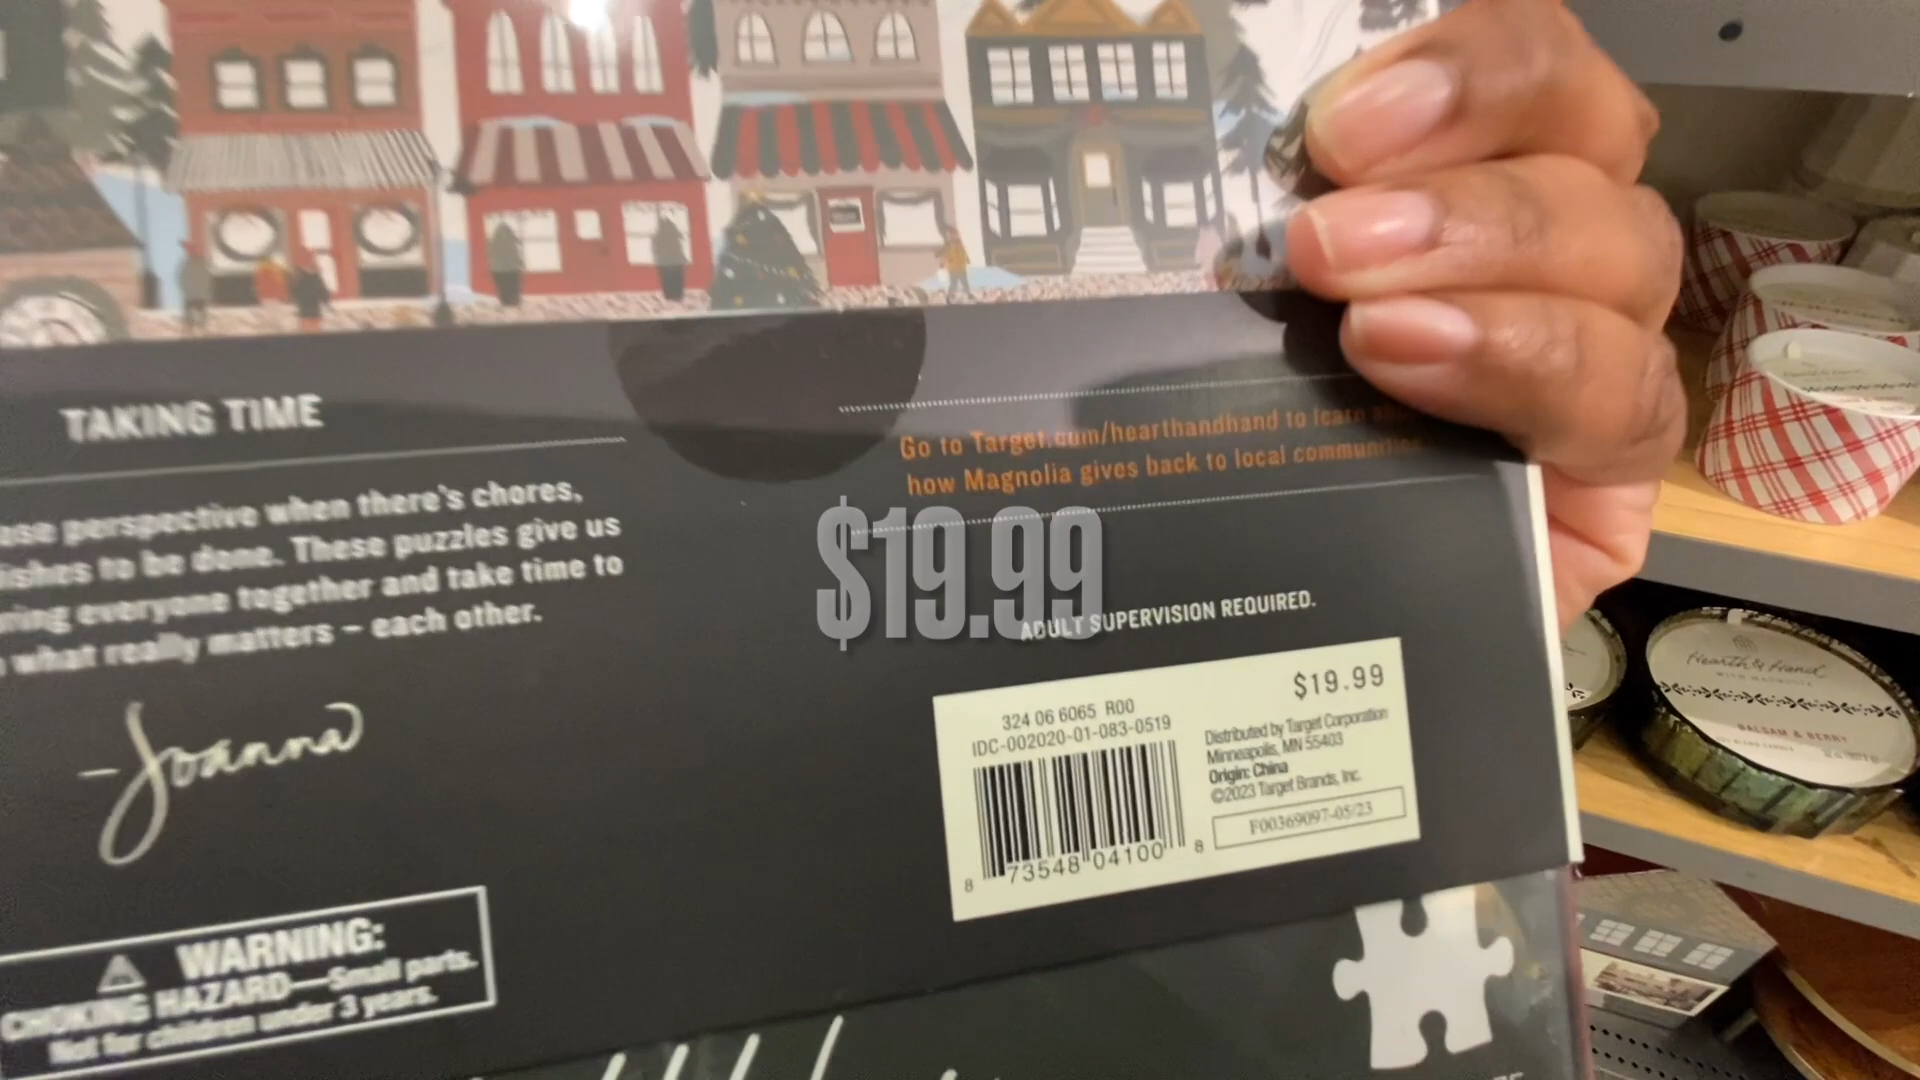 TAKING TIME
perspective when there's chores,
to be done. These puzzles give us
everyone together and take time to
what really matters – each other.
–Joanna
WARNING:
CHOKING HAZARD—Small parts.
Not for children under 3 years.
Go to Target.com/hearthandhand to learn
how Magnolia gives back to local communities
$19.99
ADULT SUPERVISION REQUIRED.
$19.99
324 06 6065 R00
IDC-002020-01-083-0519
Distributed by Target Corporation
Minneapolis, MN 55403
Origin: China
©2023 Target Brands, Inc.
F00369097-05/23
8 73548 04100 8
Hearth & Hand
WITH MAGNOLIA
BALSAM & BERRY